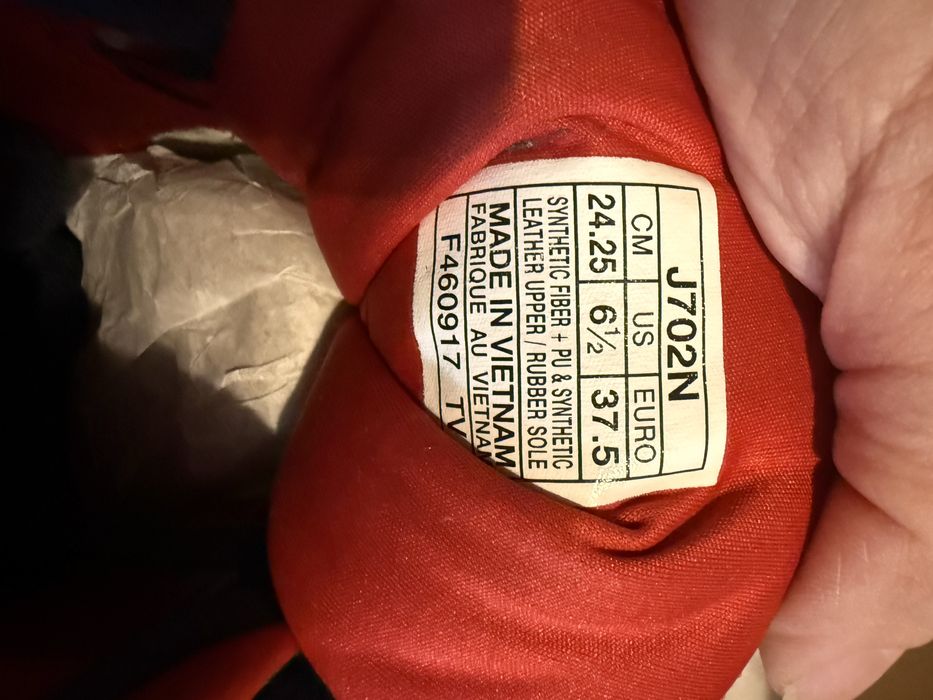 J702N
CM US EURO
24.25 6½ 37.5
SYNTHETIC FIBER + PU & SYNTHETIC
LEATHER UPPER / RUBBER SOLE
MADE IN VIETNAM
FABRIQUE AU VIETNAM
F460917 TV